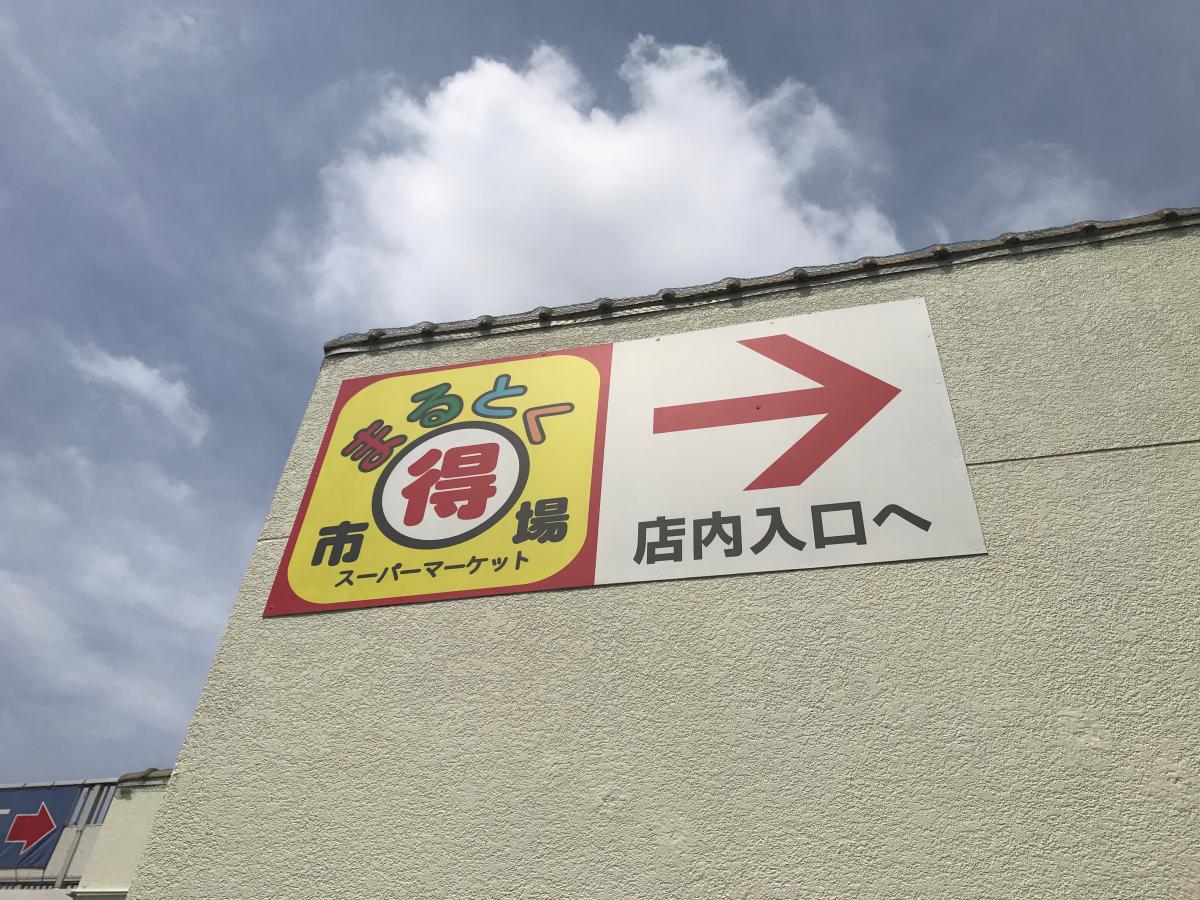 まるとく
得
市場
スーパーマーケット
店内入口へ